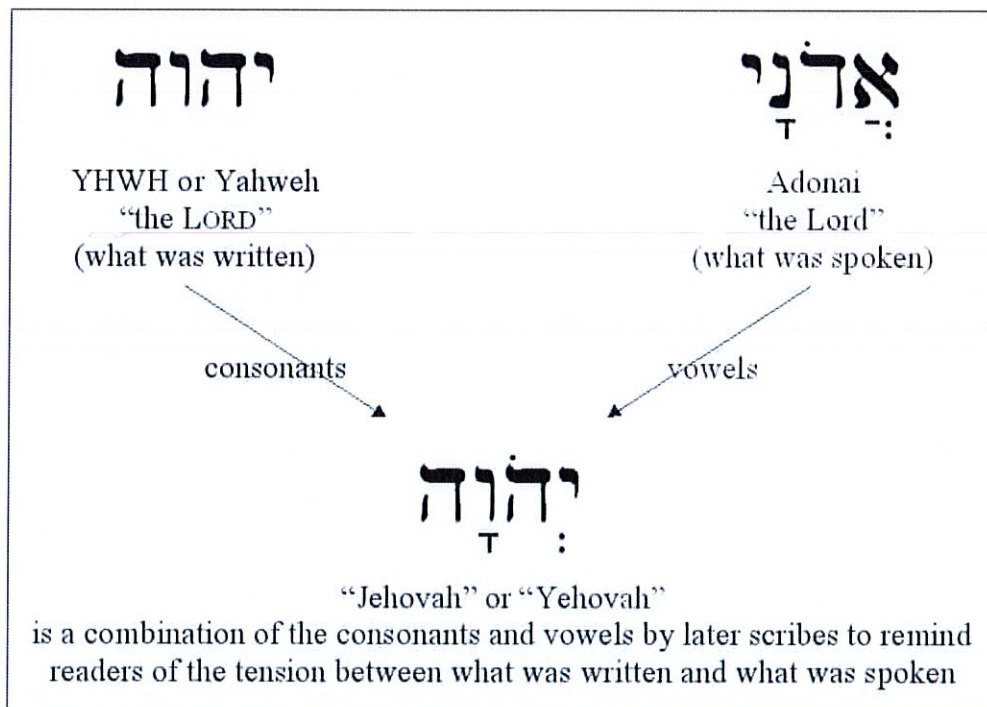 יהוה
YHWH or Yahweh
“the LORD”
(what was written)
אֲדֹנָי
Adonai
“the Lord”
(what was spoken)
consonants
vowels
יְהֹוָה
“Jehovah” or “Yehovah”
is a combination of the consonants and vowels by later scribes to remind
readers of the tension between what was written and what was spoken